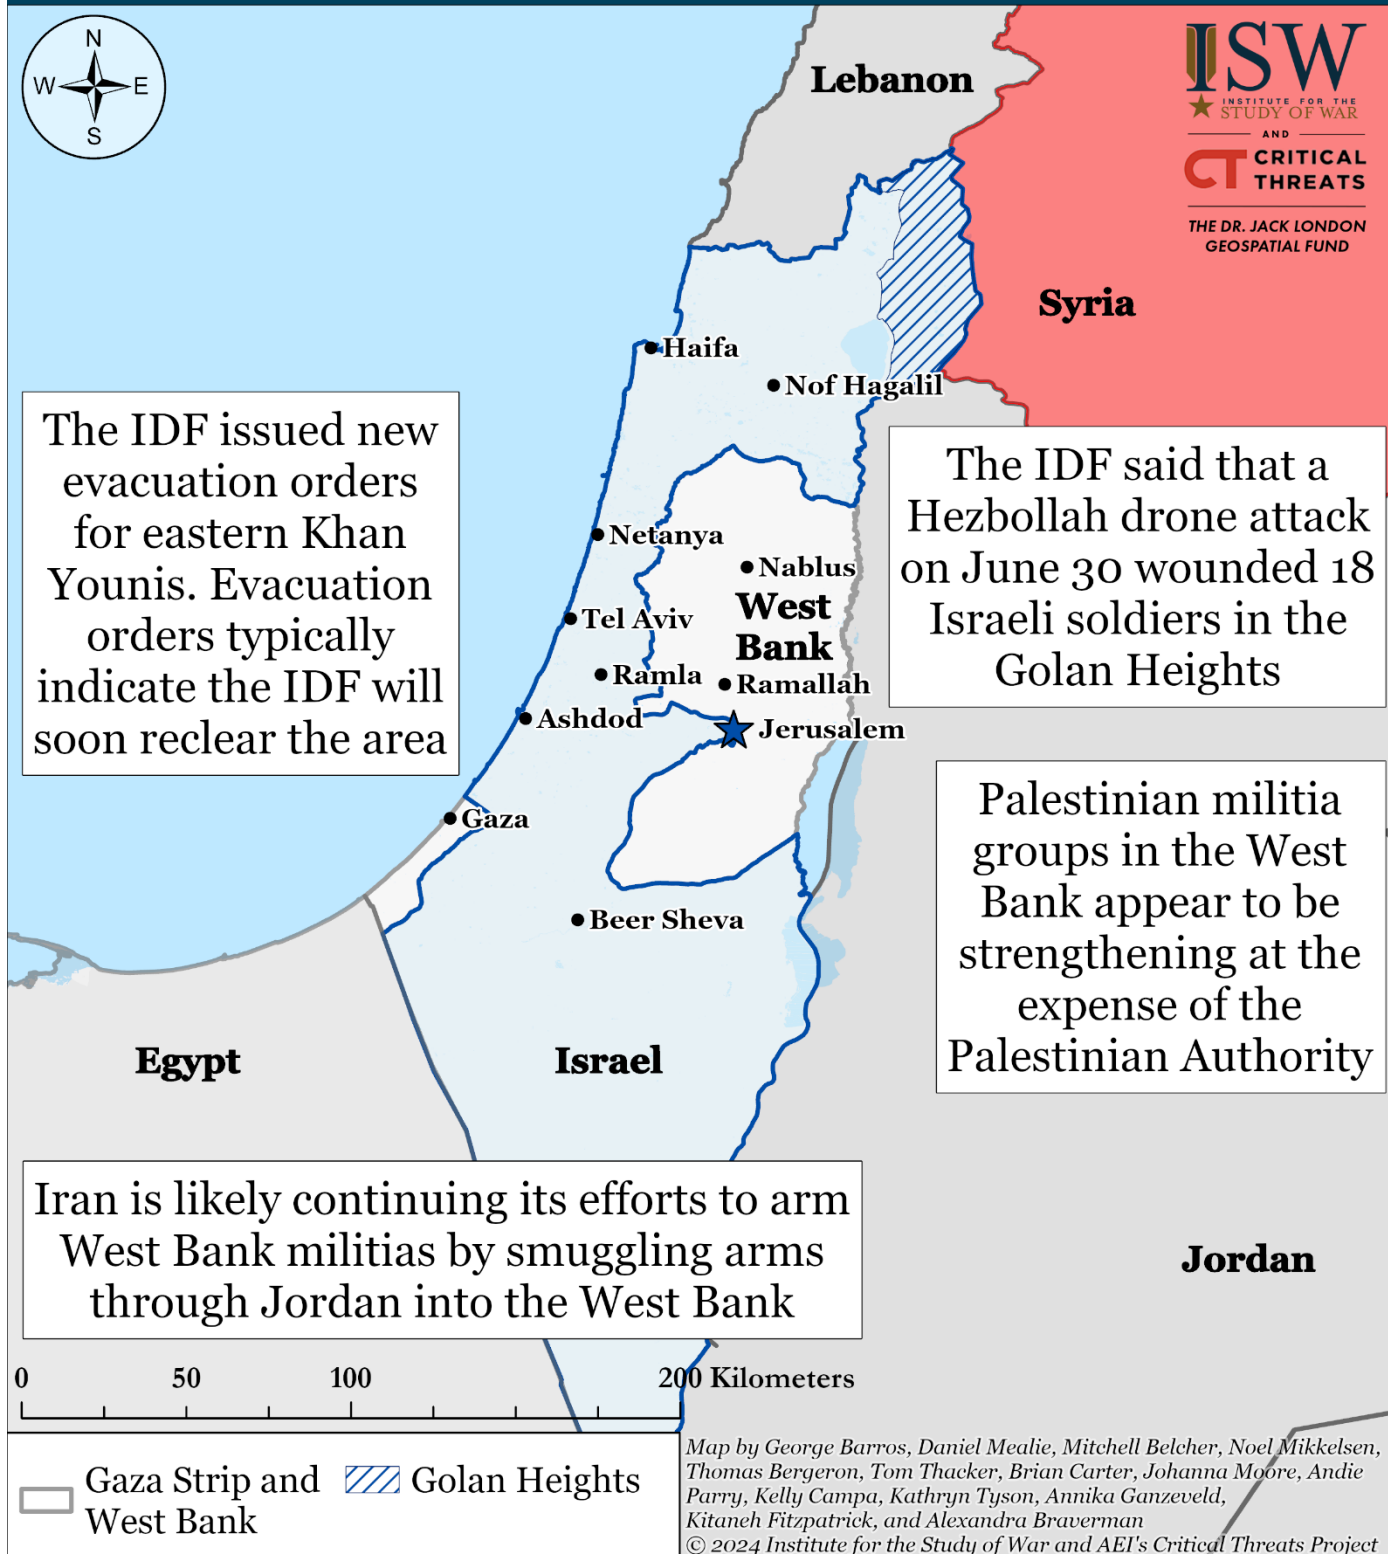 N
W
E
S
ISW
INSTITUTE FOR THE
STUDY OF WAR
AND
CT CRITICAL
THREATS
THE DR. JACK LONDON
GEOSPATIAL FUND
Lebanon
Syria
Haifa
Nof Hagalil
The IDF issued new
evacuation orders
for eastern Khan
Younis. Evacuation
orders typically
indicate the IDF will
soon reclear the area
The IDF said that a
Hezbollah drone attack
on June 30 wounded 18
Israeli soldiers in the
Golan Heights
Netanya
Nablus
West
Bank
Tel Aviv
Ramla
Ramallah
Ashdod
Jerusalem
Gaza
Palestinian militia
groups in the West
Bank appear to be
strengthening at the
expense of the
Palestinian Authority
Beer Sheva
Egypt
Israel
Iran is likely continuing its efforts to arm
West Bank militias by smuggling arms
through Jordan into the West Bank
Jordan
0 50 100 200 Kilometers
Gaza Strip and
West Bank
Golan Heights
Map by George Barros, Daniel Mealie, Mitchell Belcher, Noel Mikkelsen,
Thomas Bergeron, Tom Thacker, Brian Carter, Johanna Moore, Andie
Parry, Kelly Campa, Kathryn Tyson, Annika Ganzeveld,
Kitaneh Fitzpatrick, and Alexandra Braverman
© 2024 Institute for the Study of War and AEI's Critical Threats Project